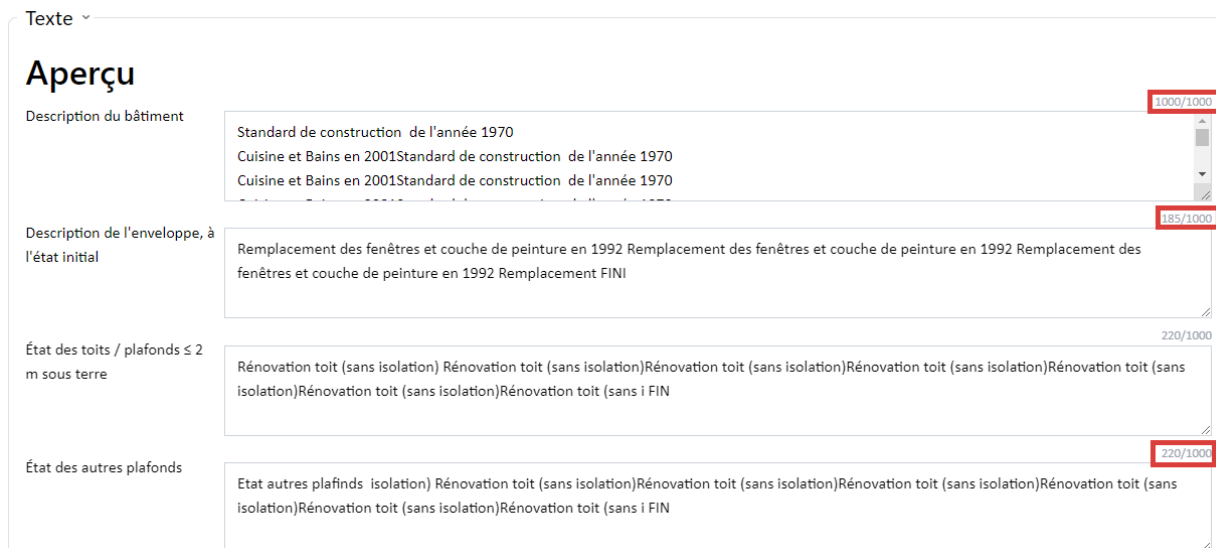 Texte
Aperçu
1000/1000
Description du bâtiment
Standard de construction  de l'année 1970
Cuisine et Bains en 2001Standard de construction  de l'année 1970
Cuisine et Bains en 2001Standard de construction  de l'année 1970
185/1000
Description de l'enveloppe, à
l'état initial
Remplacement des fenêtres et couche de peinture en 1992 Remplacement des fenêtres et couche de peinture en 1992 Remplacement des
fenêtres et couche de peinture en 1992 Remplacement FINI
220/1000
État des toits / plafonds ≤ 2
m sous terre
Rénovation toit (sans isolation) Rénovation toit (sans isolation)Rénovation toit (sans isolation)Rénovation toit (sans isolation)Rénovation toit (sans
isolation)Rénovation toit (sans isolation)Rénovation toit (sans i FIN
220/1000
État des autres plafonds
Etat autres plafinds  isolation) Rénovation toit (sans isolation)Rénovation toit (sans isolation)Rénovation toit (sans isolation)Rénovation toit (sans
isolation)Rénovation toit (sans isolation)Rénovation toit (sans i FIN